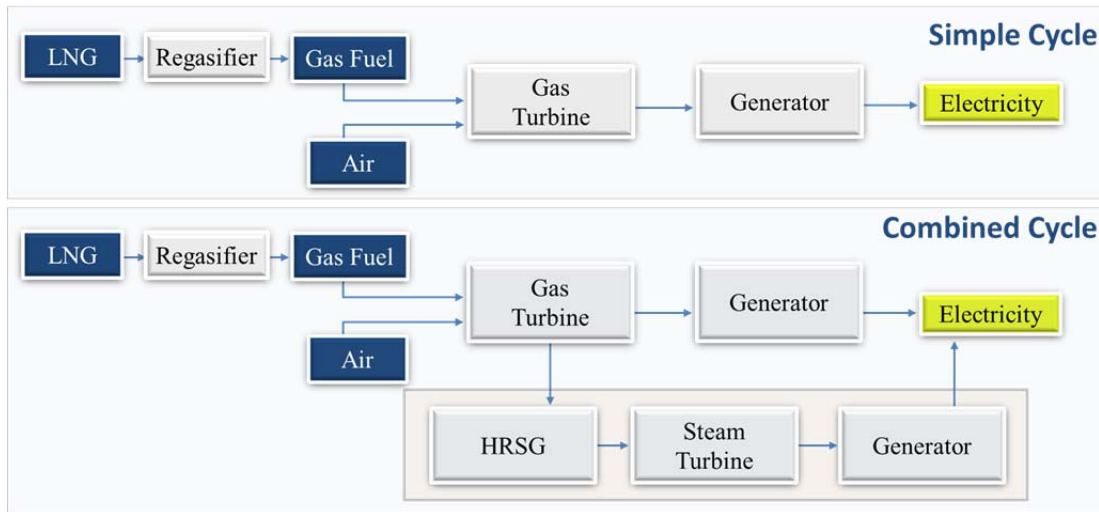 Simple Cycle
LNG
Regasifier
Gas Fuel
Gas
Turbine
Generator
Electricity
Air
Combined Cycle
LNG
Regasifier
Gas Fuel
Gas
Turbine
Generator
Electricity
Air
HRSG
Steam
Turbine
Generator